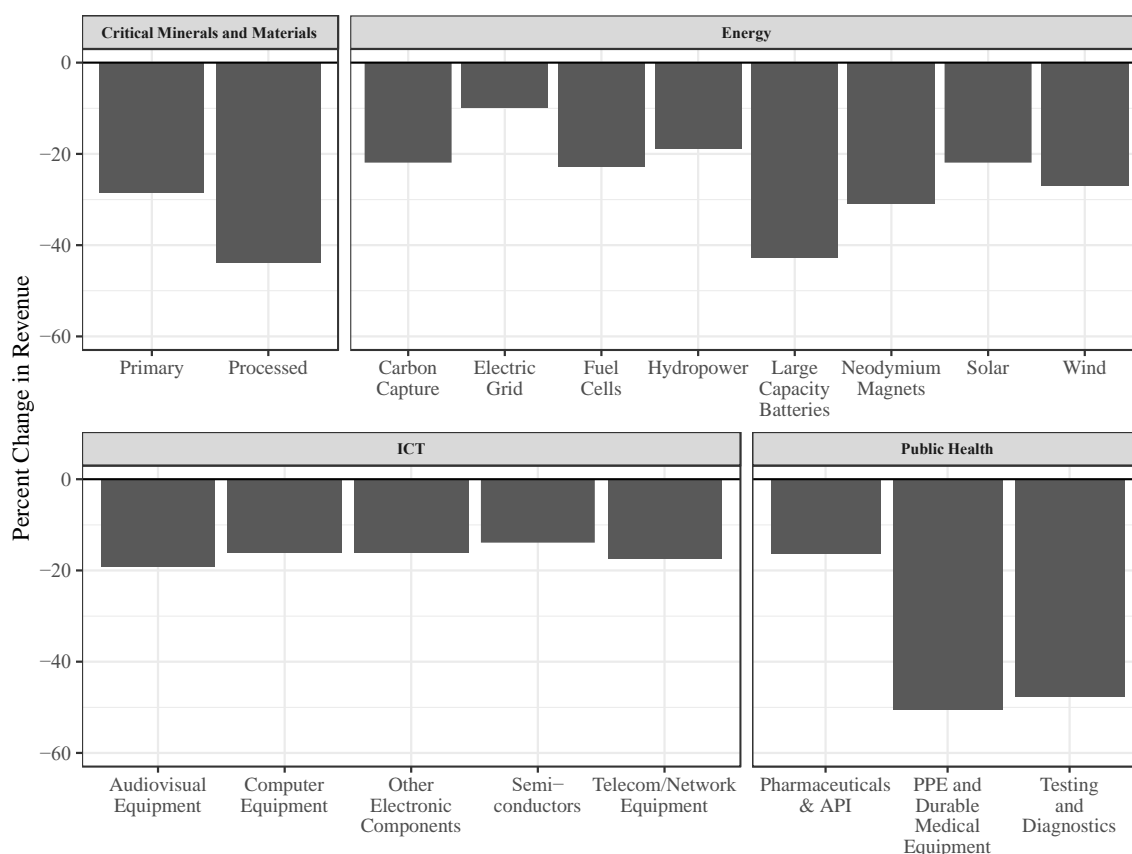 Percent Change in Revenue
Critical Minerals and Materials
Energy
0
−20
−40
−60
Primary
Processed
Carbon
Capture
Electric
Grid
Fuel
Cells
Hydropower
Large
Capacity
Batteries
Neodymium
Magnets
Solar
Wind
ICT
Public Health
0
−20
−40
−60
Audiovisual
Equipment
Computer
Equipment
Other
Electronic
Components
Semi−
conductors
Telecom/Network
Equipment
Pharmaceuticals
& API
PPE and
Durable
Medical
Equipment
Testing
and
Diagnostics